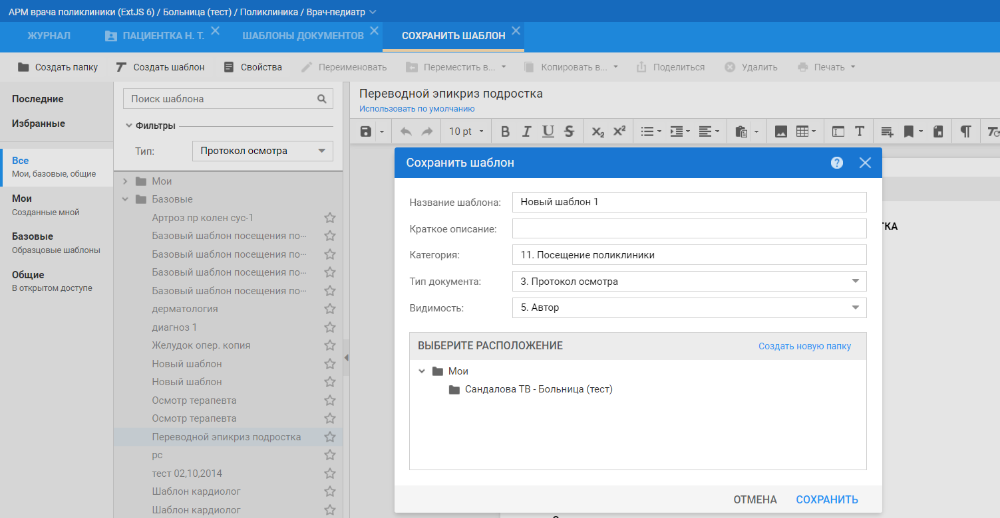 АРМ врача поликлиники (ExtJS 6) / Больница (тест) / Поликлиника / Врач-педиатр
ЖУРНАЛ
ПАЦИЕНТКА Н. Т.
ШАБЛОНЫ ДОКУМЕНТОВ
СОХРАНИТЬ ШАБЛОН
Создать папку
Создать шаблон
Свойства
Переименовать
Переместить в...
Копировать в...
Поделиться
Удалить
Печать
Последние
Избранные
Все
Мои, базовые, общие
Мои
Созданные мной
Базовые
Образцовые шаблоны
Общие
В открытом доступе
Поиск шаблона
Фильтры
Тип: Протокол осмотра
Мои
Базовые
Артроз пр колен сус-1
Базовый шаблон посещения по...
Базовый шаблон посещения по...
Базовый шаблон посещения по...
Базовый шаблон посещения по...
дерматология
диагноз 1
Желудок опер. копия
Новый шаблон
Новый шаблон
Осмотр терапевта
Осмотр терапевта
Переводной эпикриз подростка
рс
тест 02,10,2014
Шаблон кардиолог
Шаблон кардиолог
Переводной эпикриз подростка
Использовать по умолчанию
10 pt
B I U S X₂ X²
ТКА
Сохранить шаблон
Название шаблона: Новый шаблон 1
Краткое описание:
Категория: 11. Посещение поликлиники
Тип документа: 3. Протокол осмотра
Видимость: 5. Автор
ВЫБЕРИТЕ РАСПОЛОЖЕНИЕ
Создать новую папку
Мои
Сандалова ТВ - Больница (тест)
ОТМЕНА
СОХРАНИТЬ